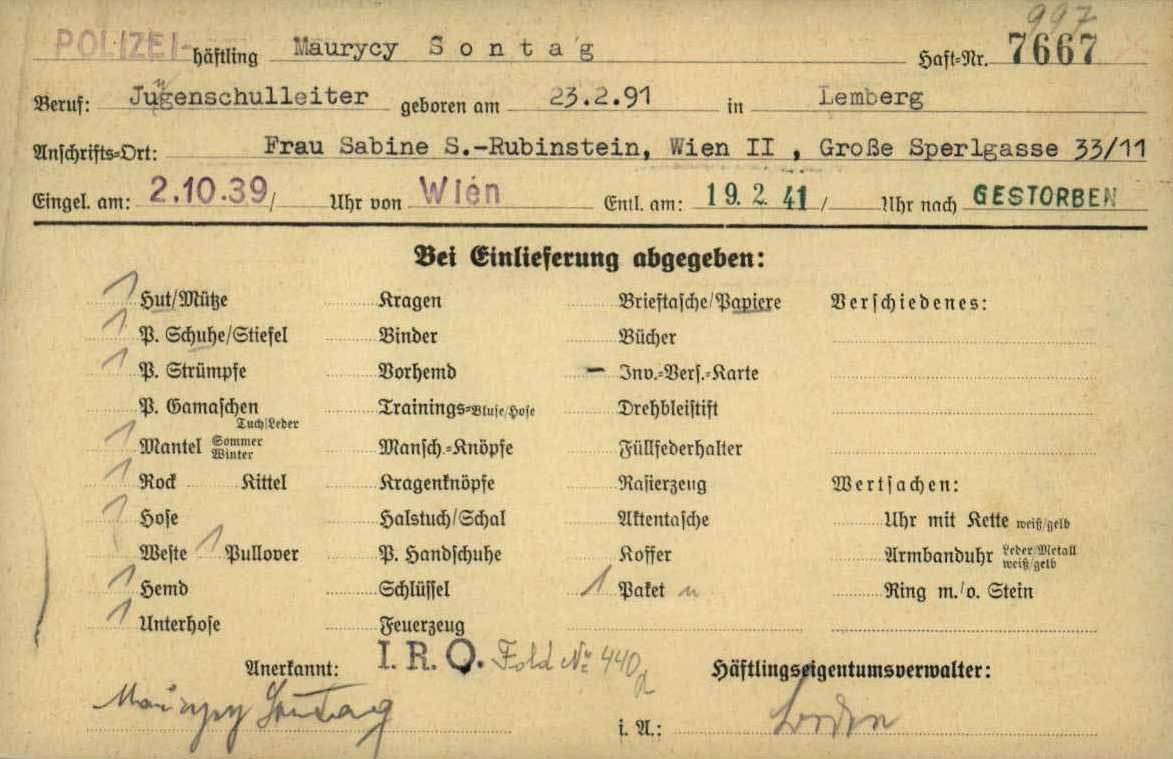 997
POLIZEI-häftling Maurycy Sontag Haft-Nr. 7667
Beruf: Jugenschulleiter geboren am 23.2.91 in Lemberg
Anschrifts-Ort: Frau Sabine S.-Rubinstein, Wien II , Große Sperlgasse 33/11
Eingel. am: 2.10.39/ Uhr von Wien Entl. am: 19. 2. 41 / Uhr nach GESTORBEN
Bei Einlieferung abgegeben:
1 Hut/Mütze Kragen Brieftasche/Papiere Verschiedenes:
1 P. Schuhe/Stiefel Binder Bücher
1 P. Strümpfe Vorhemd – Inv.-Vers.-Karte
P. Gamaschen Tuch/Leder Trainings-Bluse/Hose Drehbleistift
1 Mantel Sommer Winter Mansch.-Knöpfe Füllfederhalter
1 Rock Kittel Kragenknöpfe Rasierzeug Wertsachen:
1 Hose Halstuch/Schal Aktentasche Uhr mit Kette weiß/gelb
Weste 1 Pullover P. Handschuhe Koffer Armbanduhr Leder/Metall weiß/gelb
1 Hemd Schlüssel 1 Paket Ring m./o. Stein
1 Unterhose Feuerzeug
Anerkannt: I.R.O. Fold No 440 Häftlingseigentumsverwalter:
Maurycy Sontag i. A.: